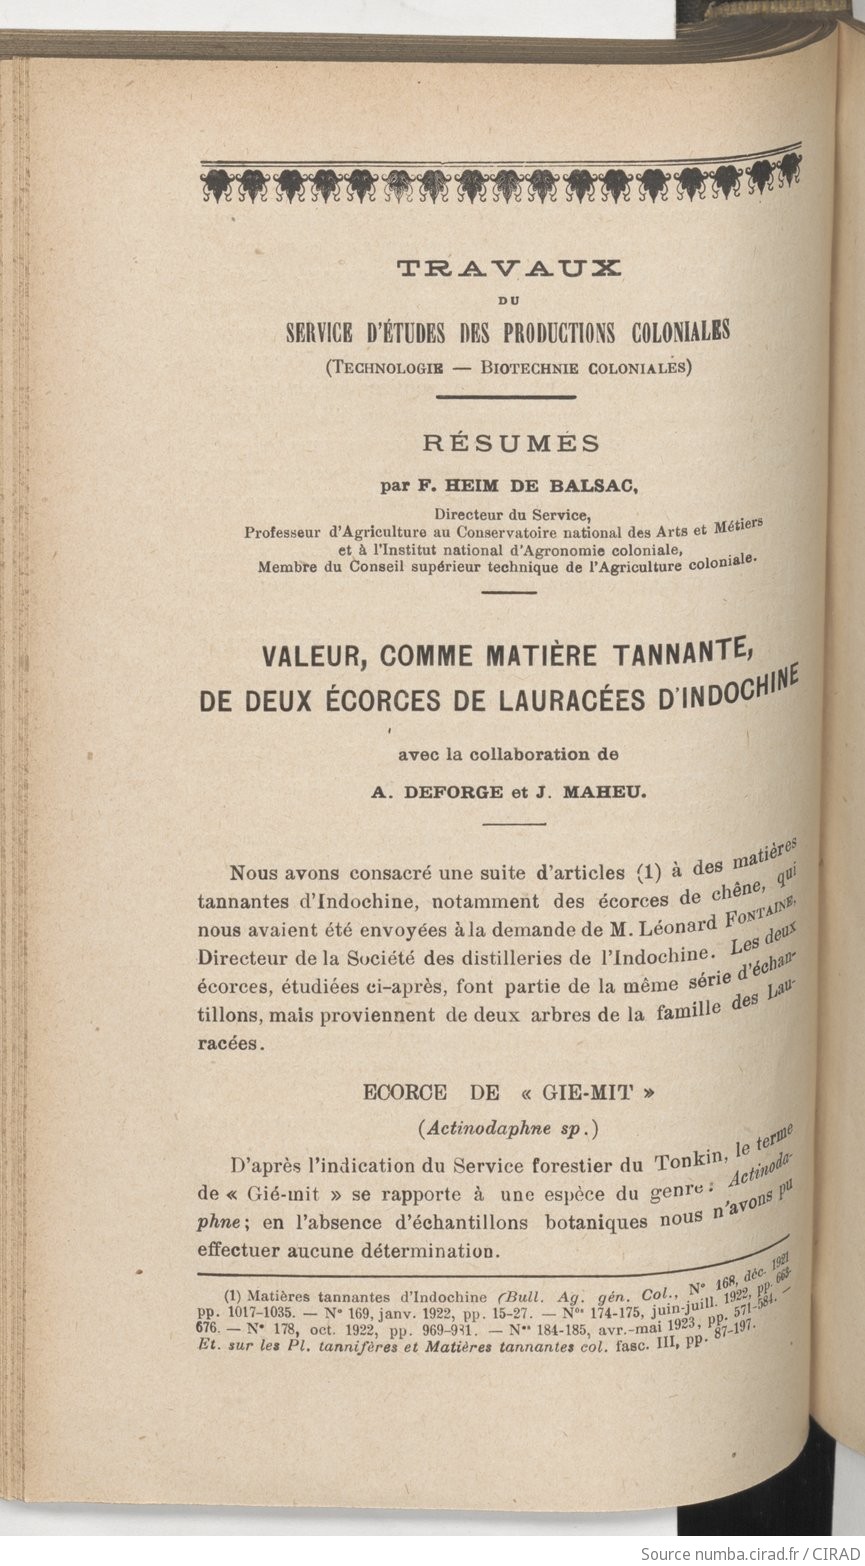 TRAVAUX
DU
SERVICE D'ÉTUDES DES PRODUCTIONS COLONIALES
(TECHNOLOGIE — BIOTECHNIE COLONIALES)
RÉSUMÉS
par F. HEIM DE BALSAC,
Directeur du Service,
Professeur d'Agriculture au Conservatoire national des Arts et Métiers
et à l'Institut national d'Agronomie coloniale,
Membre du Conseil supérieur technique de l'Agriculture coloniale.
VALEUR, COMME MATIÈRE TANNANTE,
DE DEUX ÉCORCES DE LAURACÉES D'INDOCHINE
avec la collaboration de
A. DEFORGE et J. MAHEU.
Nous avons consacré une suite d'articles (1) à des matières
tannantes d'Indochine, notamment des écorces de chêne, qui
nous avaient été envoyées à la demande de M. Léonard FONTAINE,
Directeur de la Société des distilleries de l'Indochine. Les deux
écorces, étudiées ci-après, font partie de la même série d'échan-
tillons, mais proviennent de deux arbres de la famille des Lau-
racées.
ECORCE DE « GIE-MIT »
(Actinodaphne sp.)
D'après l'indication du Service forestier du Tonkin, le terme
de « Gié-mit » se rapporte à une espèce du genre : Actinoda-
phne; en l'absence d'échantillons botaniques nous n'avons pu
effectuer aucune détermination.
(1) Matières tannantes d'Indochine (Bull. Ag. gén. Col., N° 168, déc. 1921
pp. 1017-1035. — N° 169, janv. 1922, pp. 15-27. — Nos 174-175, juin-juill. 1922, pp. 663-
676. — N° 178, oct. 1922, pp. 969-981. — Nos 184-185, avr.-mai 1923, pp. 571-584. —
Et. sur les Pl. tannifères et Matières tannantes col. fasc. III, pp. 87-197.
Source numba.cirad.fr / CIRAD